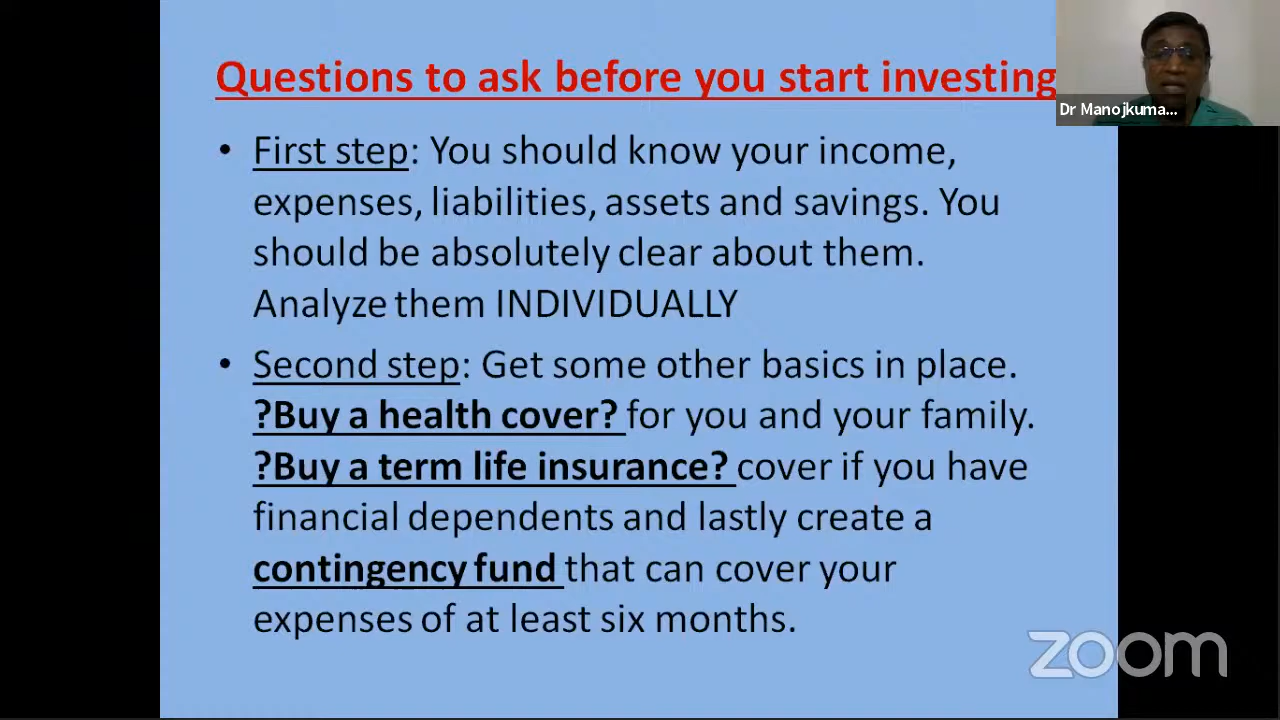 Questions to ask before you start investing
Dr Manojkuma...
• First step: You should know your income,
expenses, liabilities, assets and savings. You
should be absolutely clear about them.
Analyze them INDIVIDUALLY
• Second step: Get some other basics in place.
?Buy a health cover? for you and your family.
?Buy a term life insurance? cover if you have
financial dependents and lastly create a
contingency fund that can cover your
expenses of at least six months.
zoom